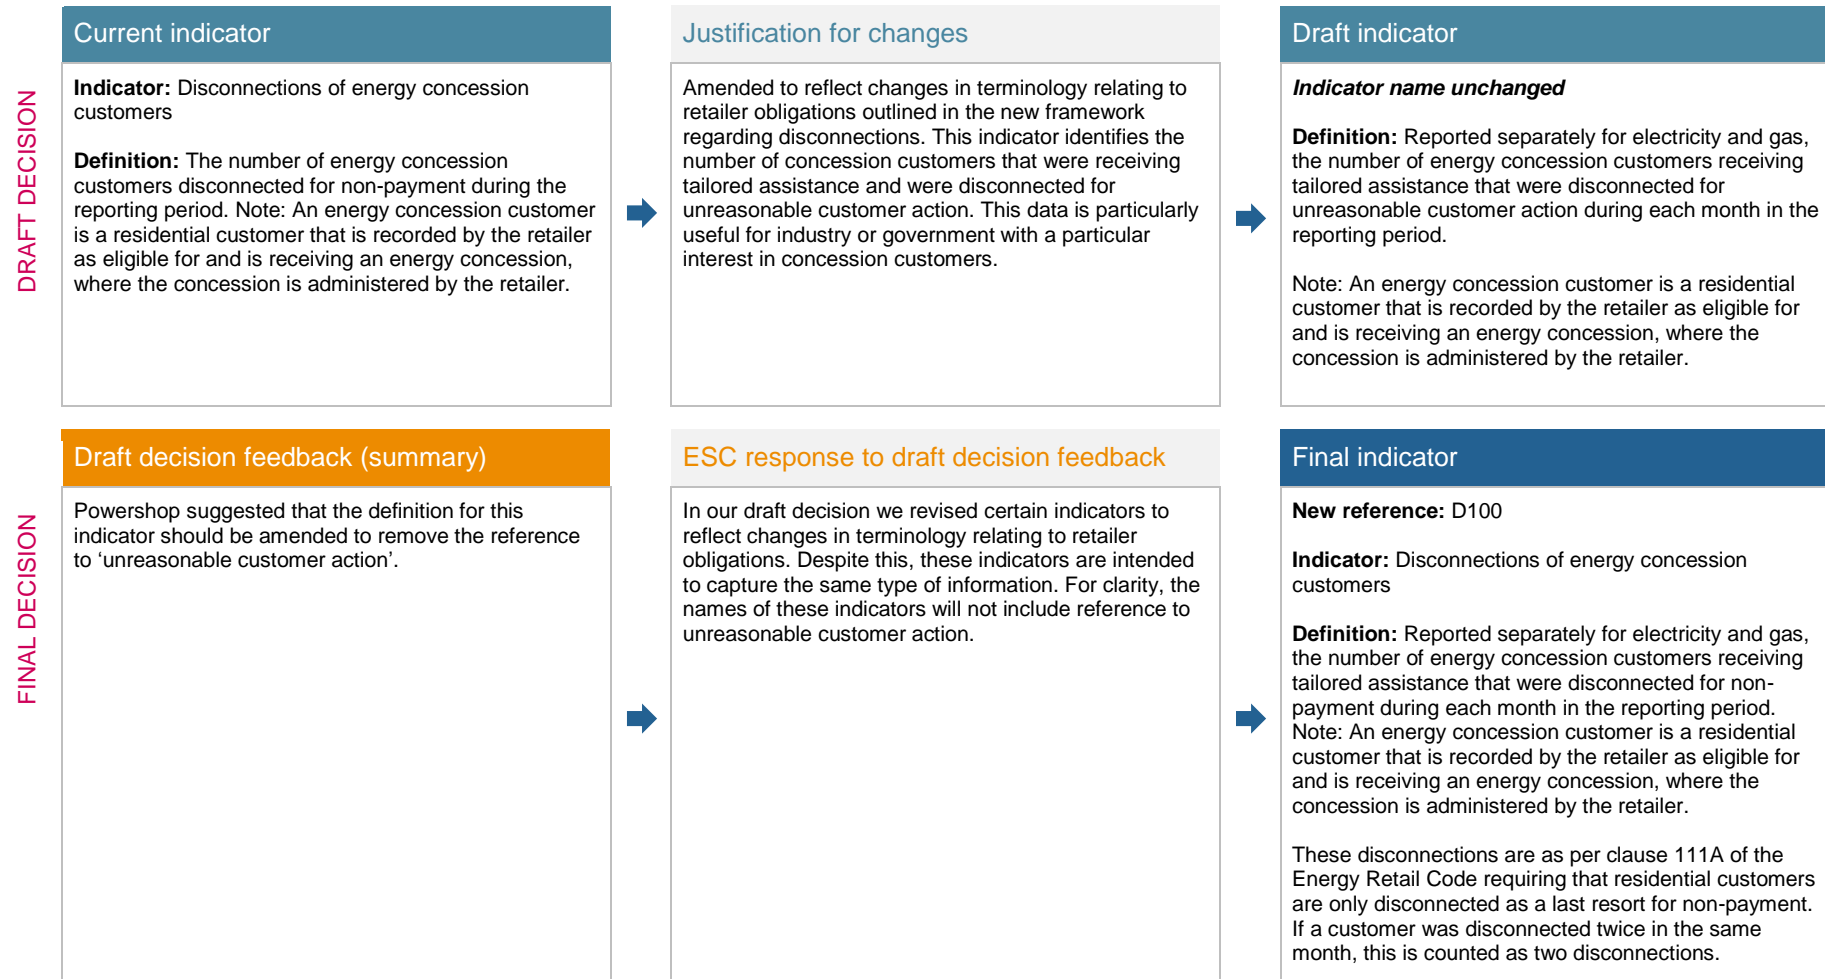 DRAFT DECISION
Current indicator
Indicator: Disconnections of energy concession
customers
Definition: The number of energy concession
customers disconnected for non-payment during the
reporting period. Note: An energy concession customer
is a residential customer that is recorded by the retailer
as eligible for and is receiving an energy concession,
where the concession is administered by the retailer.
Justification for changes
Amended to reflect changes in terminology relating to
retailer obligations outlined in the new framework
regarding disconnections. This indicator identifies the
number of concession customers that were receiving
tailored assistance and were disconnected for
unreasonable customer action. This data is particularly
useful for industry or government with a particular
interest in concession customers.
Draft indicator
Indicator name unchanged
Definition: Reported separately for electricity and gas,
the number of energy concession customers receiving
tailored assistance that were disconnected for
unreasonable customer action during each month in the
reporting period.
Note: An energy concession customer is a residential
customer that is recorded by the retailer as eligible for
and is receiving an energy concession, where the
concession is administered by the retailer.
FINAL DECISION
Draft decision feedback (summary)
Powershop suggested that the definition for this
indicator should be amended to remove the reference
to ‘unreasonable customer action’.
ESC response to draft decision feedback
In our draft decision we revised certain indicators to
reflect changes in terminology relating to retailer
obligations. Despite this, these indicators are intended
to capture the same type of information. For clarity, the
names of these indicators will not include reference to
unreasonable customer action.
Final indicator
New reference: D100
Indicator: Disconnections of energy concession
customers
Definition: Reported separately for electricity and gas,
the number of energy concession customers receiving
tailored assistance that were disconnected for non-
payment during each month in the reporting period.
Note: An energy concession customer is a residential
customer that is recorded by the retailer as eligible for
and is receiving an energy concession, where the
concession is administered by the retailer.
These disconnections are as per clause 111A of the
Energy Retail Code requiring that residential customers
are only disconnected as a last resort for non-payment.
If a customer was disconnected twice in the same
month, this is counted as two disconnections.